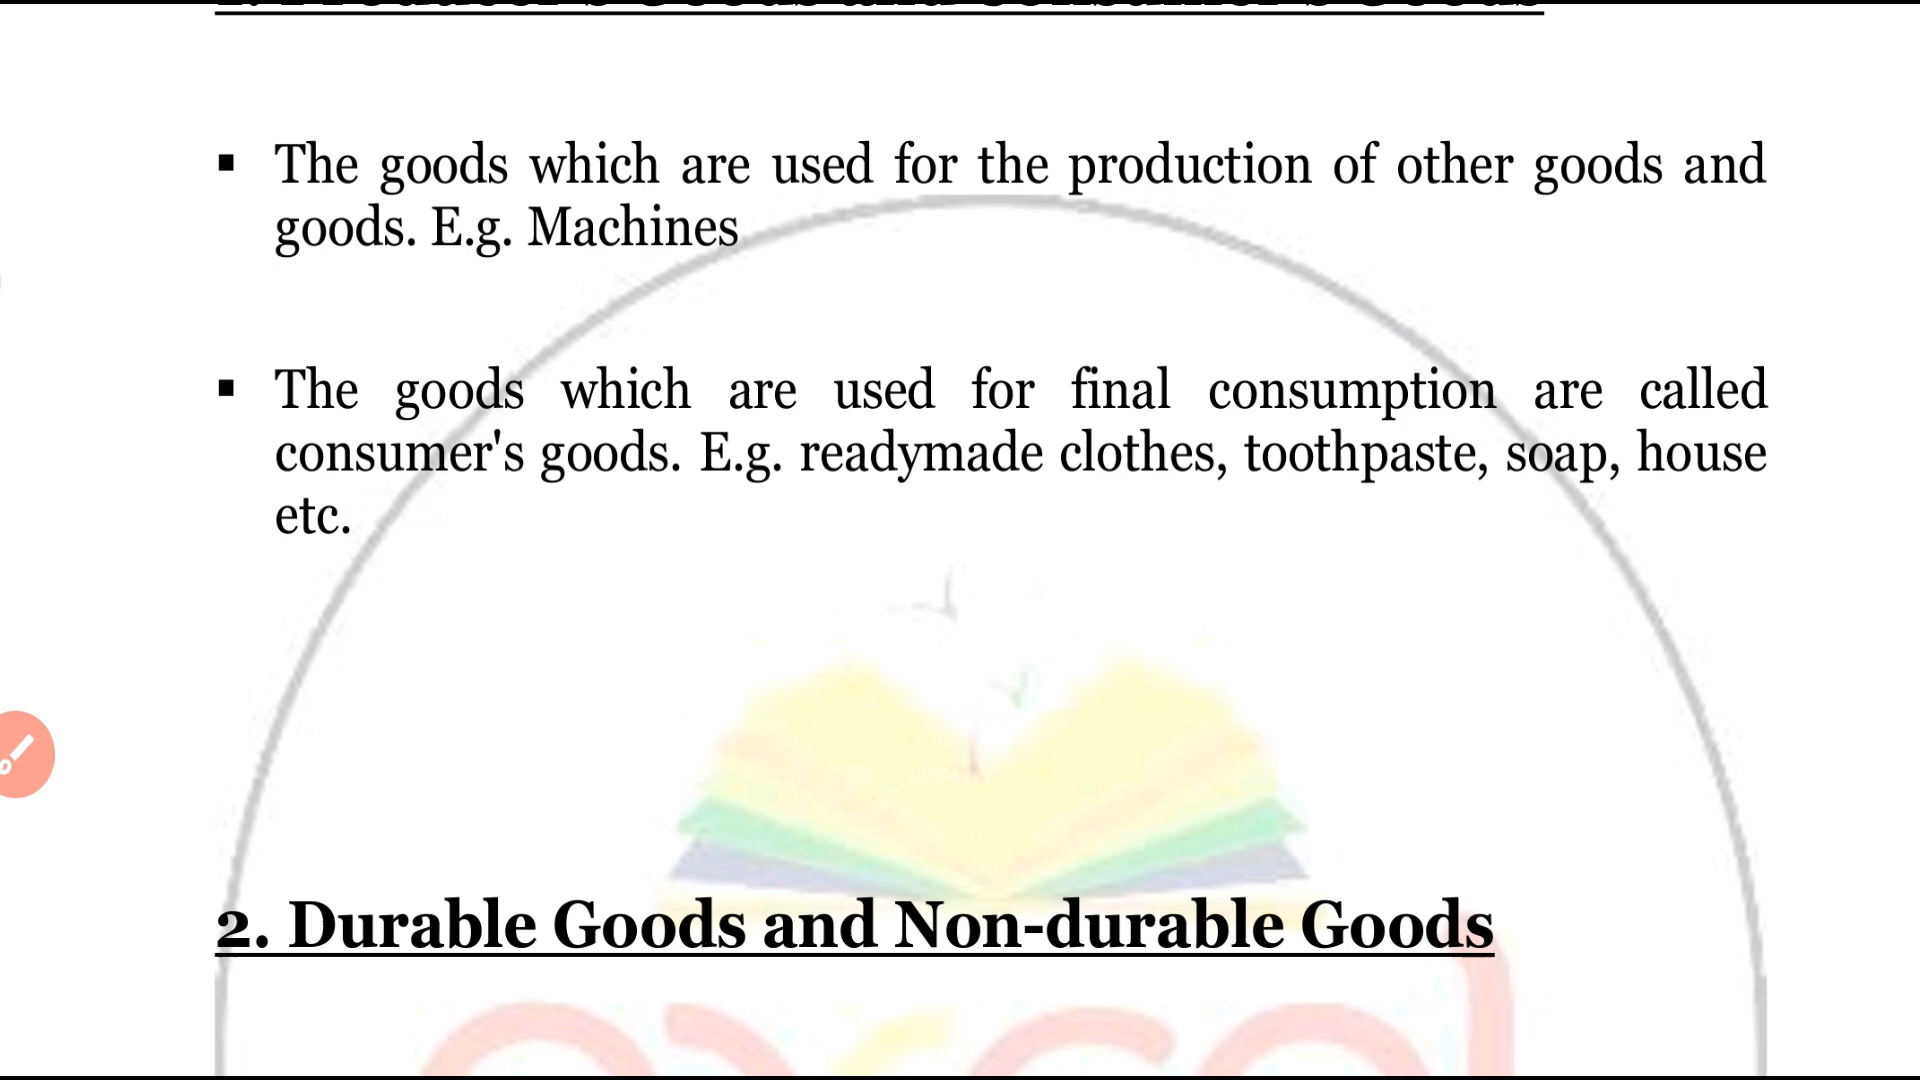 ▪ The goods which are used for the production of other goods and
goods. E.g. Machines
▪ The goods which are used for final consumption are called
consumer's goods. E.g. readymade clothes, toothpaste, soap, house
etc.
2. Durable Goods and Non-durable Goods